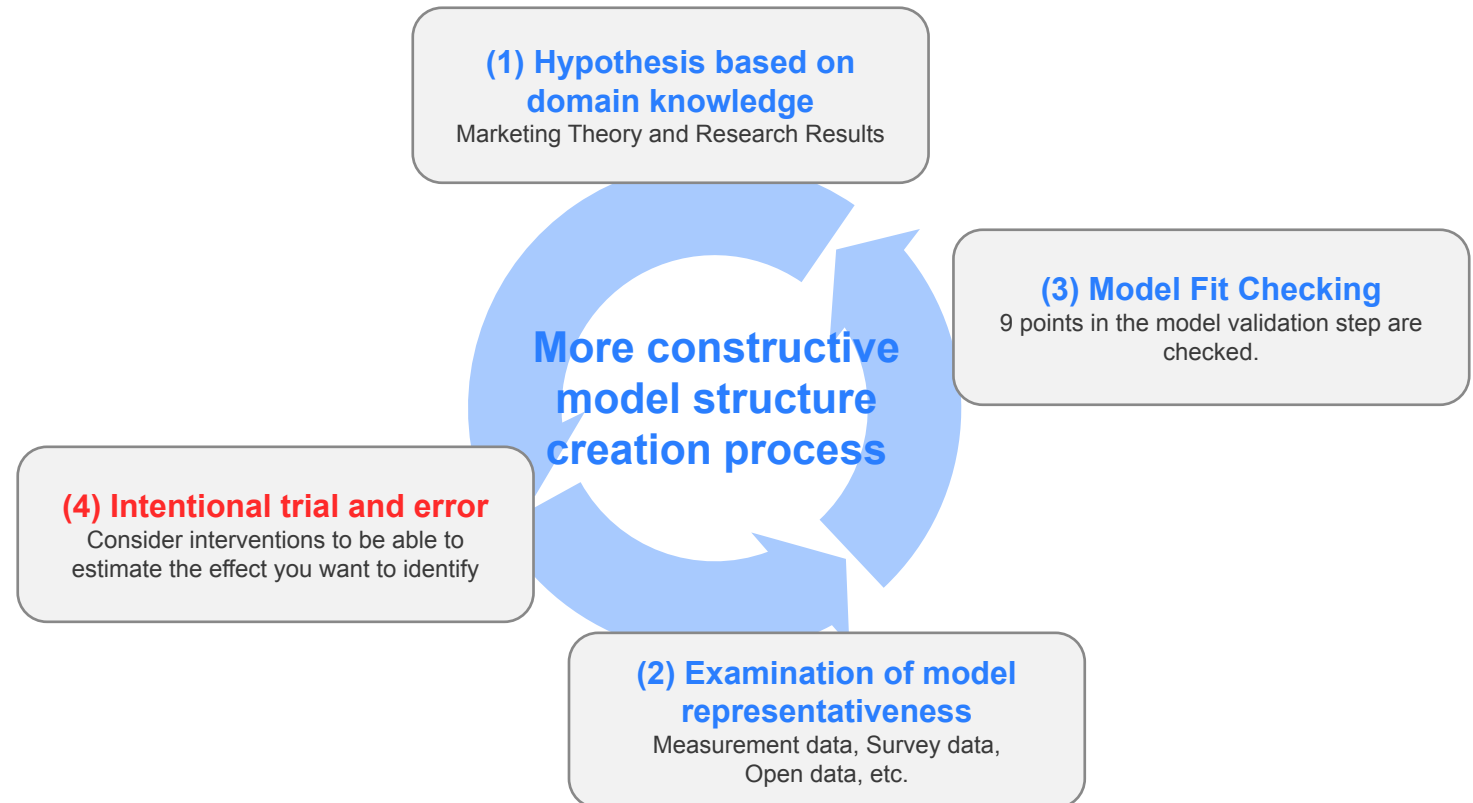 (1) Hypothesis based on
domain knowledge
Marketing Theory and Research Results
(3) Model Fit Checking
9 points in the model validation step are
checked.
More constructive
model structure
creation process
(4) Intentional trial and error
Consider interventions to be able to
estimate the effect you want to identify
(2) Examination of model
representativeness
Measurement data, Survey data,
Open data, etc.